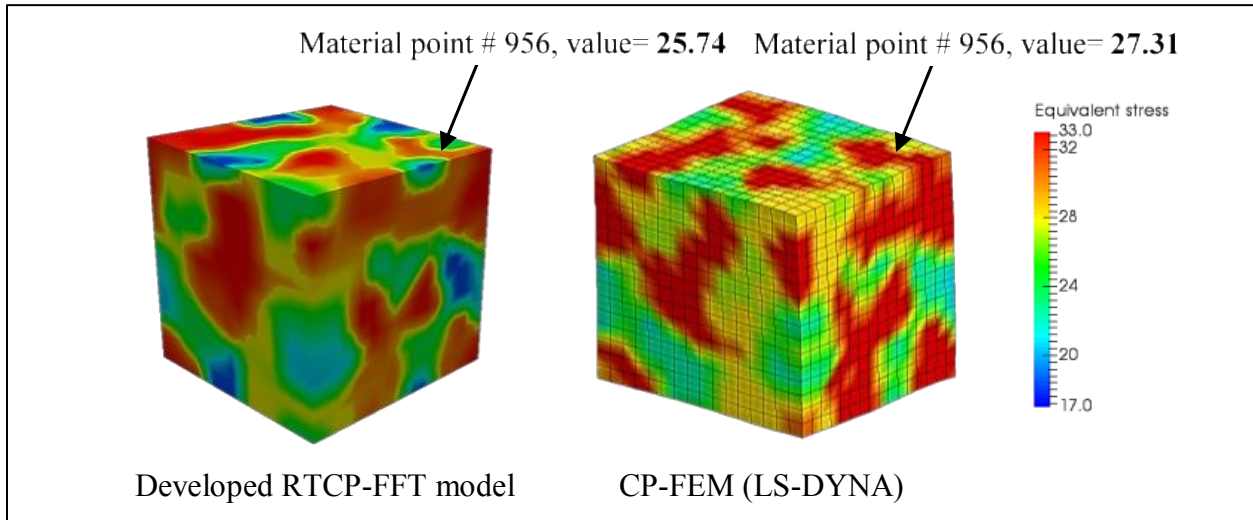 Material point # 956, value= 25.74 Material point # 956, value= 27.31
Equivalent stress
33.0
32
28
24
20
17.0
Developed RTCP-FFT model CP-FEM (LS-DYNA)